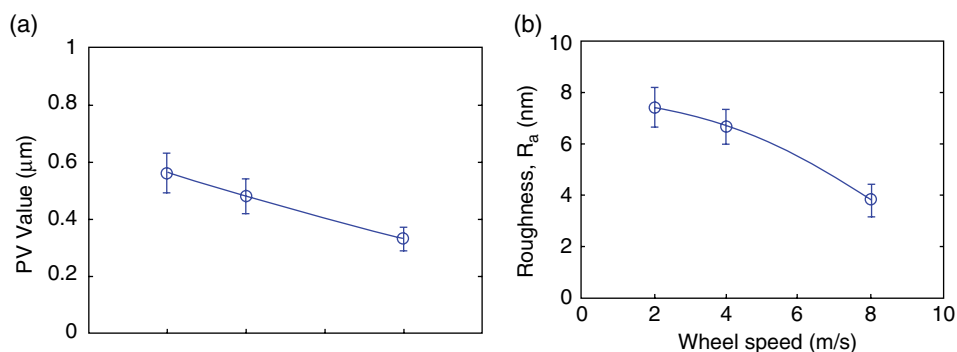 (a)
1
0.8
0.6
0.4
0.2
0
PV Value (μm)
(b)
10
8
6
4
2
0
Roughness, Ra (nm)
0 2 4 6 8 10
Wheel speed (m/s)